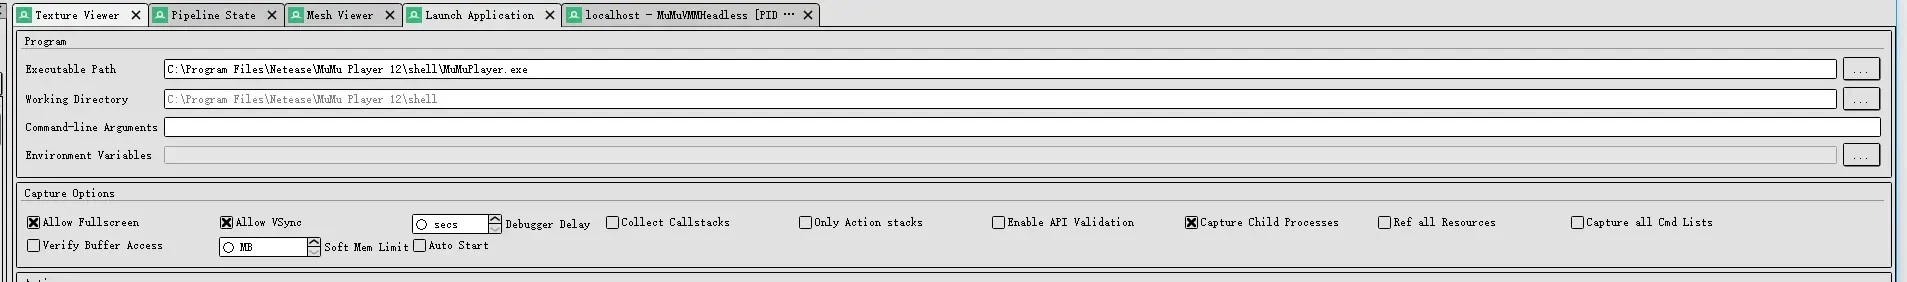 Texture Viewer Pipeline State Mesh Viewer Launch Application localhost - MuMuVMMHeadless [PID ⋯
Program
Executable Path C:\Program Files\Netease\MuMu Player 12\shell\MuMuPlayer.exe ...
Working Directory C:\Program Files\Netease\MuMu Player 12\shell ...
Command-line Arguments
Environment Variables ...
Capture Options
Allow Fullscreen Allow VSync 0 secs Debugger Delay Collect Callstacks Only Action stacks Enable API Validation Capture Child Processes Ref all Resources Capture all Cmd Lists
Verify Buffer Access 0 MB Soft Mem Limit Auto Start